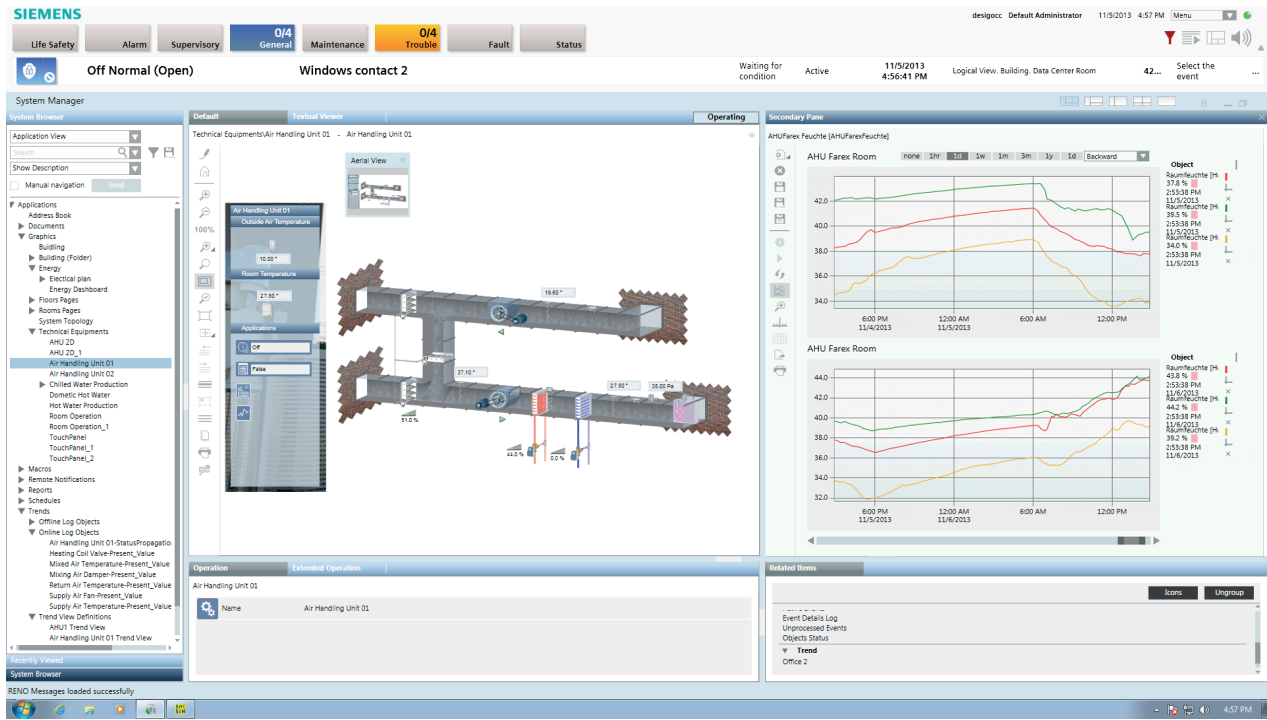 SIEMENS
desigocc Default Administrator 11/5/2013 4:57 PM Menu
Life Safety
Alarm
Supervisory
0/4
General
Maintenance
0/4
Trouble
Fault
Status
Off Normal (Open)
Windows contact 2
Waiting for
condition
Active
11/5/2013
4:56:41 PM
Logical View. Building. Data Center Room
42...
Select the
event
...
System Manager
System Browser
Application View
Search
Show Description
Manual navigation
Send
Applications
Address Book
Documents
Graphics
Buidling
Building (Folder)
Energy
Electical plan
Energy Dashboard
Floors Pages
Rooms Pages
System Topology
Technical Equipments
AHU 2D
AHU 2D_1
Air Handling Unit 01
Air Handling Unit 02
Chilled Water Production
Dometic Hot Water
Hot Water Production
Room Operation
Room Operation_1
TouchPanel
TouchPanel_1
TouchPanel_2
Macros
Remote Notifications
Reports
Schedules
Trends
Offline Log Objects
Online Log Objects
Air Handling Unit 01-StatusPropagatio
Heating Coil Valve-Present_Value
Mixed Air Temperature-Present_Value
Mixing Air Damper-Present_Value
Return Air Temperature-Present_Value
Supply Air Fan-Present_Value
Supply Air Temperature-Present_Value
Trend View Definitions
AHU1 Trend View
Air Handling Unit 01 Trend View
Recently Viewed
System Browser
Default
Textual Viewer
Operating
Technical Equipments\Air Handling Unit 01 - Air Handling Unit 01
100%
Aerial View
Air Handling Unit 01
Outside Air Temperature
10.00 °
Room Temperature
27.80 °
Applications
Off
False
19.60 °
37.10 °
27.80 °
35.00 Pa
51.0 %
44.0 %
0.0 %
Operation
Extended Operation
Air Handling Unit 01
Name
Air Handling Unit 01
Secondary Pane
AHUFarex Feuchte [AHUFarexFeuchte]
AHU Farex Room
none 1hr 1d 1w 1m 3m 1y 1d Backward
42.0
40.0
38.0
36.0
34.0
6:00 PM
11/4/2013
12:00 AM
11/5/2013
6:00 AM
12:00 PM
Object
Raumfeuchte [H
37.8 %
2:53:38 PM
11/5/2013
Raumfeuchte [H
39.5 %
2:53:38 PM
11/5/2013
Raumfeuchte [H
34.0 %
2:53:38 PM
11/5/2013
AHU Farex Room
44.0
42.0
40.0
38.0
36.0
34.0
32.0
6:00 PM
11/5/2013
12:00 AM
11/6/2013
6:00 AM
12:00 PM
Object
Raumfeuchte [H
43.8 %
2:53:38 PM
11/6/2013
Raumfeuchte [H
44.2 %
2:53:38 PM
11/6/2013
Raumfeuchte [H
39.2 %
2:53:38 PM
11/6/2013
Related Items
Icons
Ungroup
Event Details Log
Unprocessed Events
Objects Status
Trend
Office 2
RENO Messages loaded successfully
4:57 PM